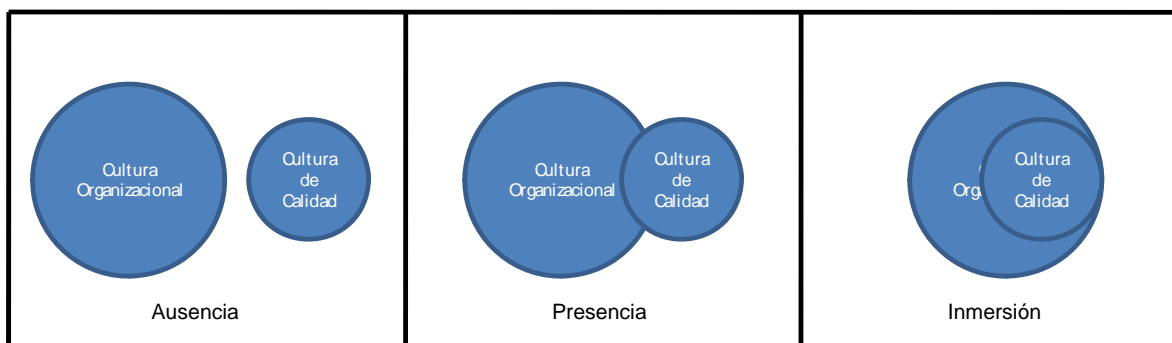 Cultura
Organizacional
Cultura
de
Calidad
Ausencia
Cultura
Organizacional
Cultura
de
Calidad
Presencia
Cultura
de
Calidad
Inmersión